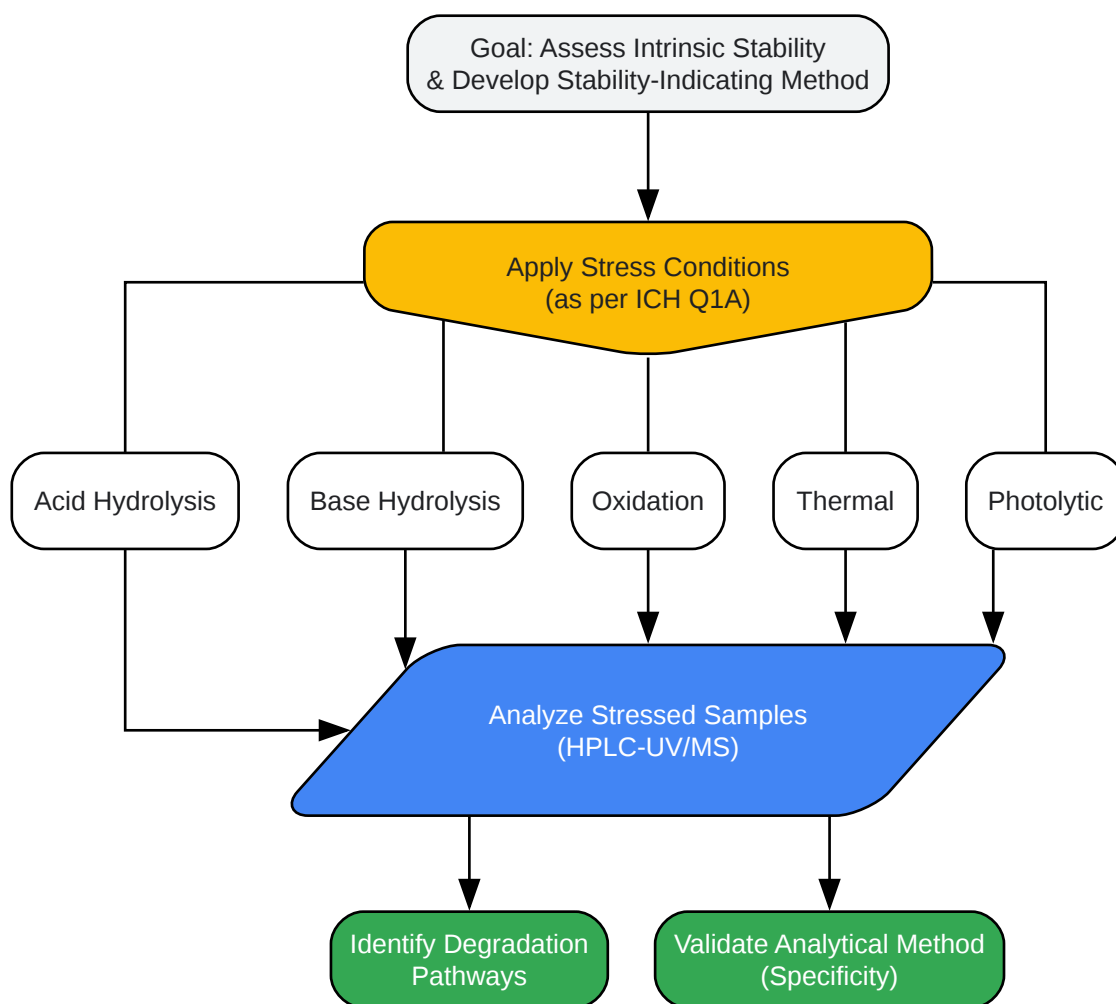 Goal: Assess Intrinsic Stability
& Develop Stability-Indicating Method
Apply Stress Conditions
(as per ICH Q1A)
Acid Hydrolysis
Base Hydrolysis
Oxidation
Thermal
Photolytic
Analyze Stressed Samples
(HPLC-UV/MS)
Identify Degradation
Pathways
Validate Analytical Method
(Specificity)